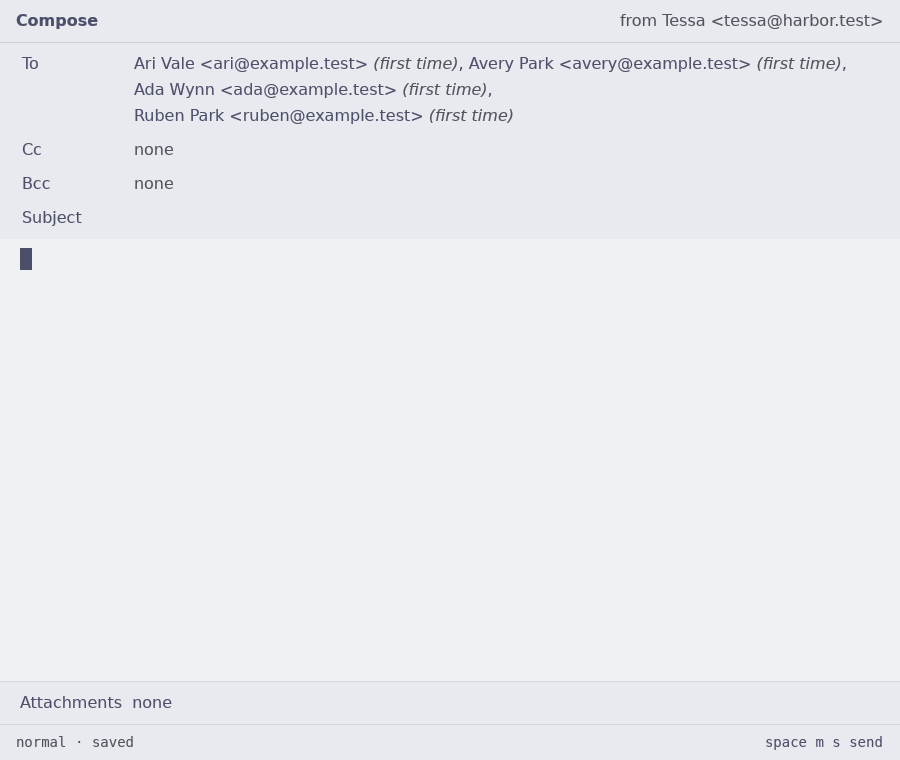 Compose from Tessa <tessa@harbor.test>
To Ari Vale <ari@example.test> (first time), Avery Park <avery@example.test> (first time),
Ada Wynn <ada@example.test> (first time),
Ruben Park <ruben@example.test> (first time)
Cc none
Bcc none
Subject
Attachments none
normal · saved space m s send